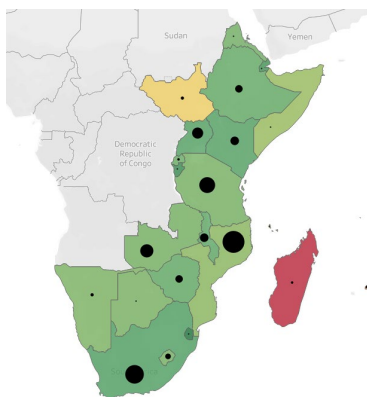 Sudan
Yemen
Democratic
Republic
of Congo